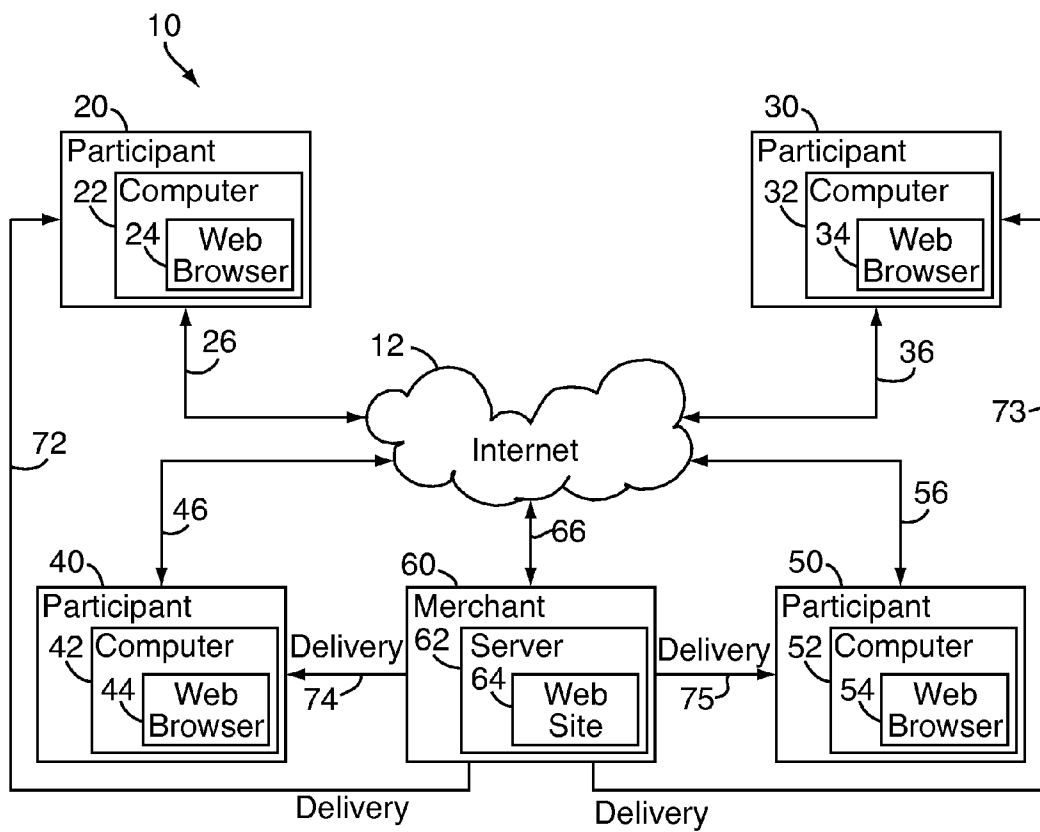 10
20
30
Participant
Participant
22
Computer
32
Computer
24
Web
Browser
34
Web
Browser
26
12
36
72
Internet
73
46
66
56
40
60
50
Participant
Merchant
Participant
42
Computer
Delivery
62
Server
Delivery
52
Computer
44
Web
Browser
74
64
Web
Site
75
54
Web
Browser
Delivery
Delivery